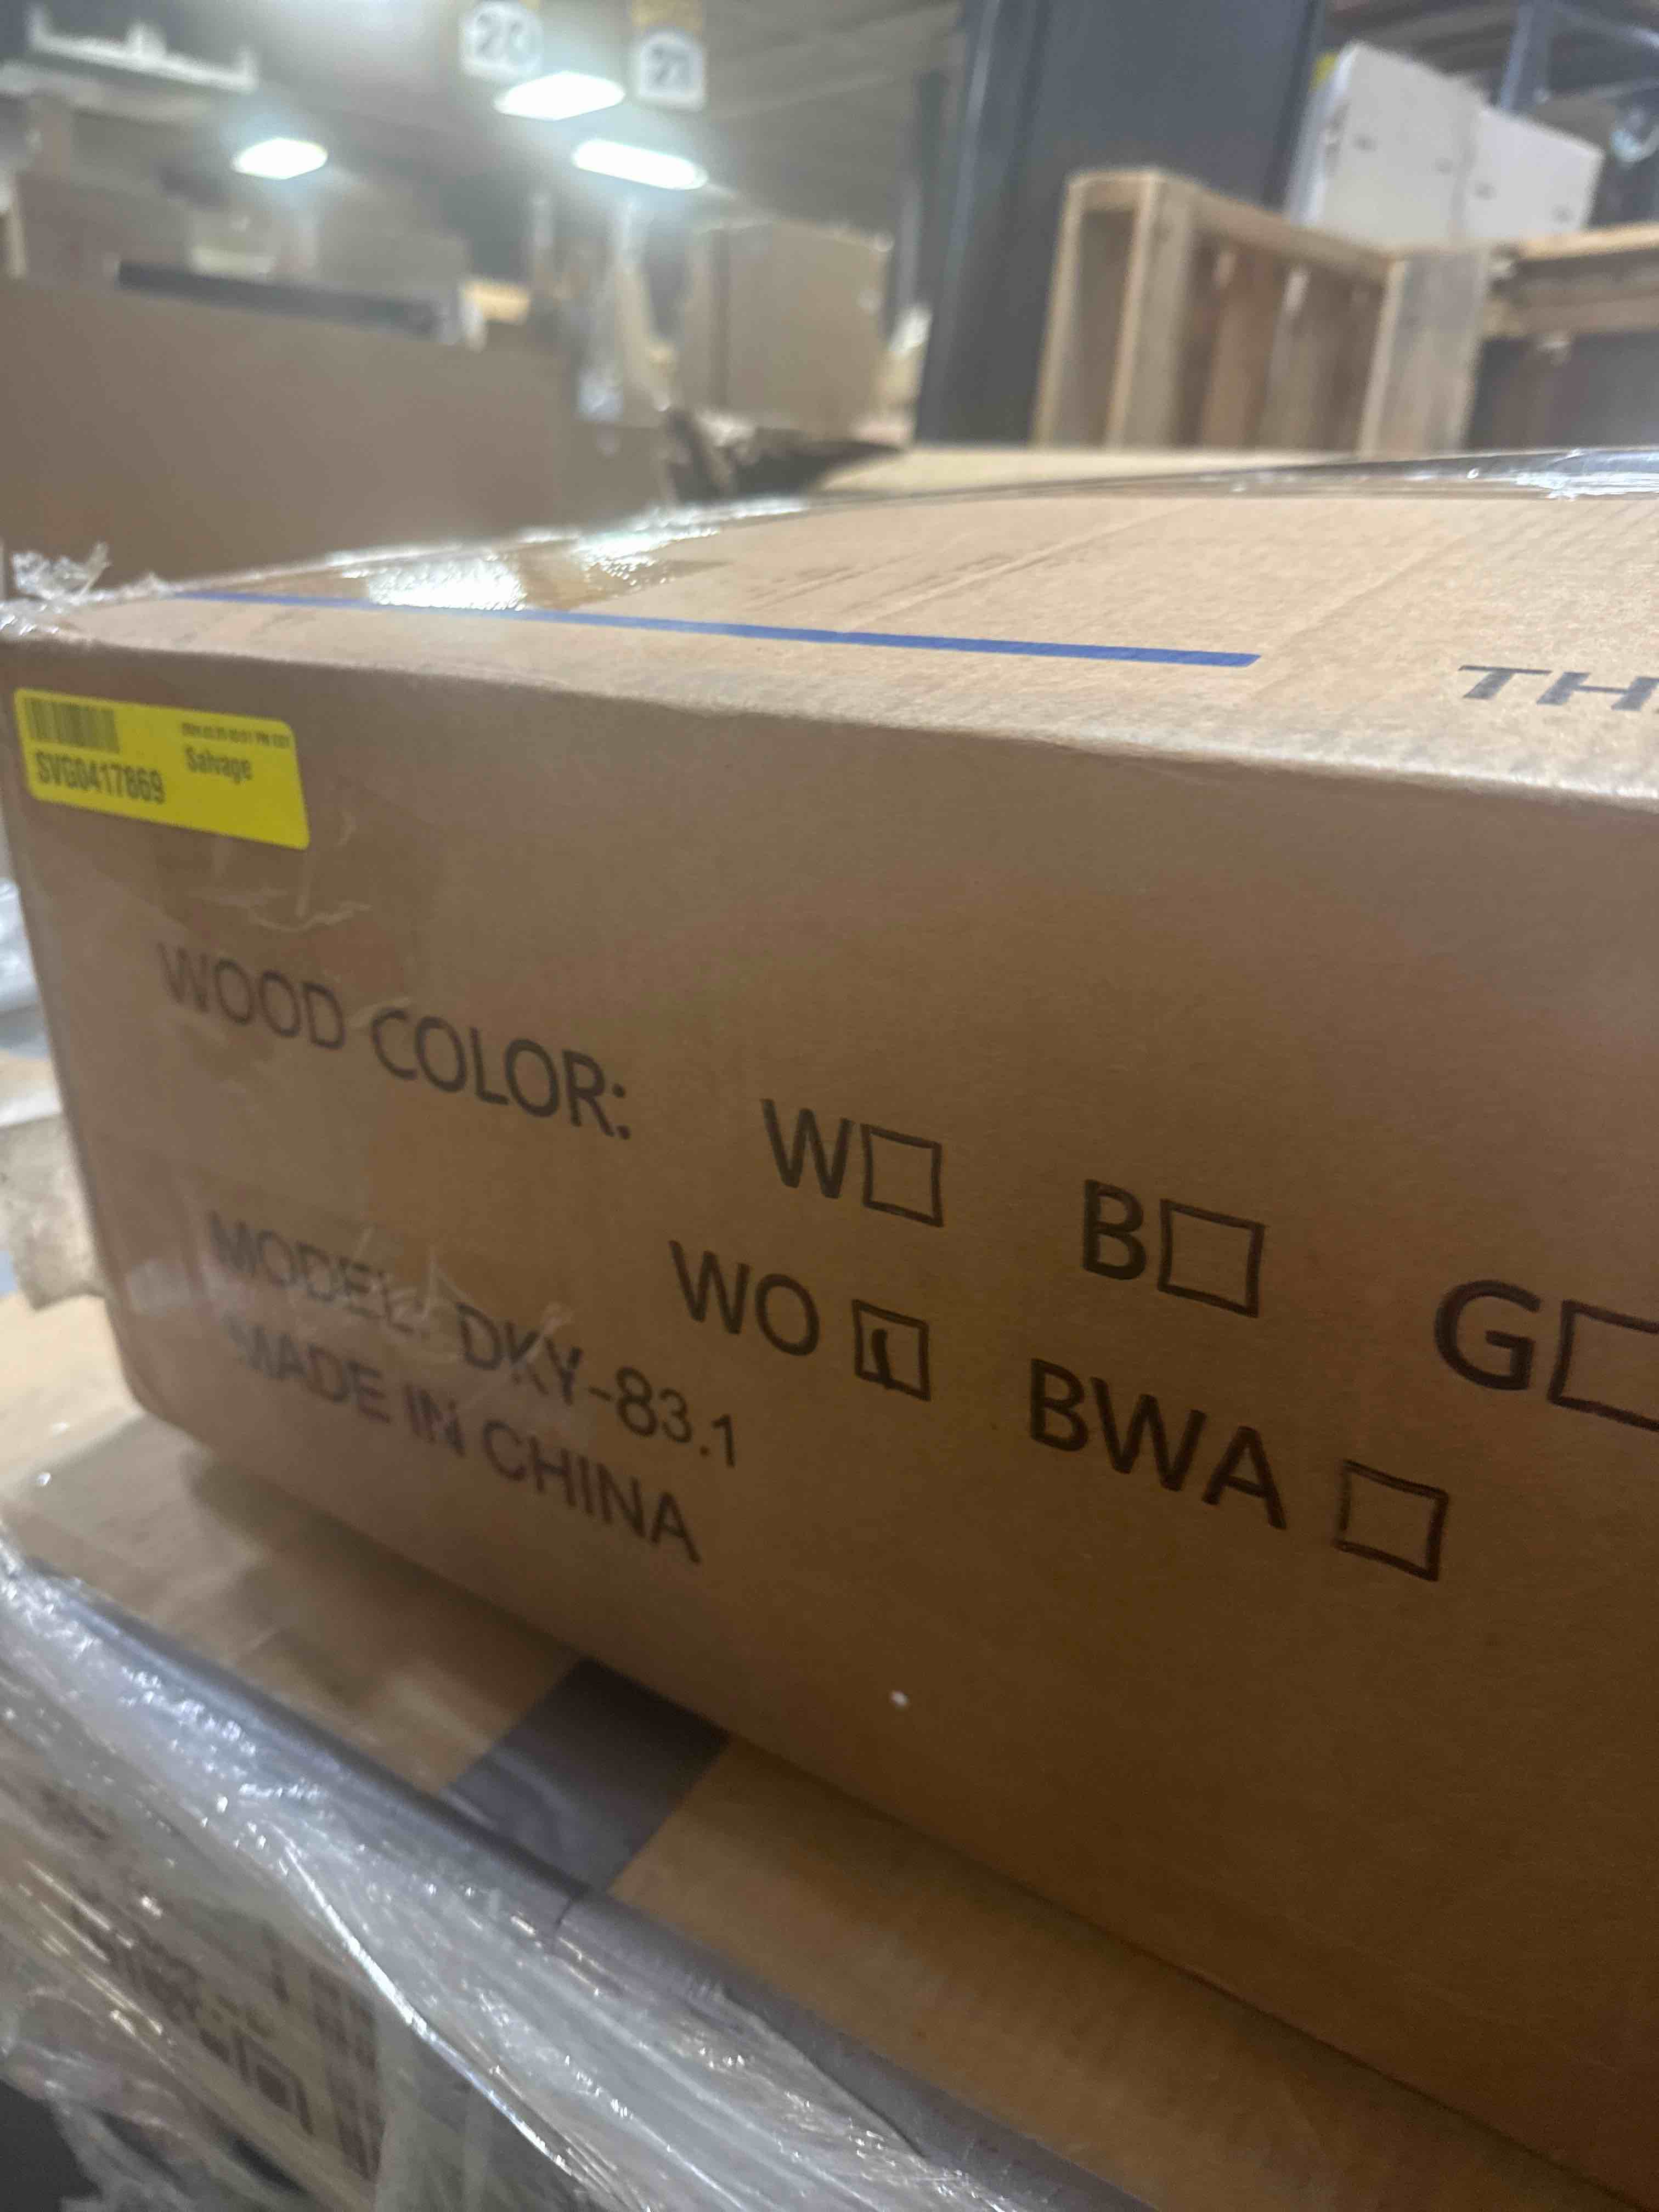 TH
SVG0417869
Salvage
WOOD COLOR: W☐ B☐ G☐
WO ☐ BWA ☐
MODEL: DKY-83.1
MADE IN CHINA